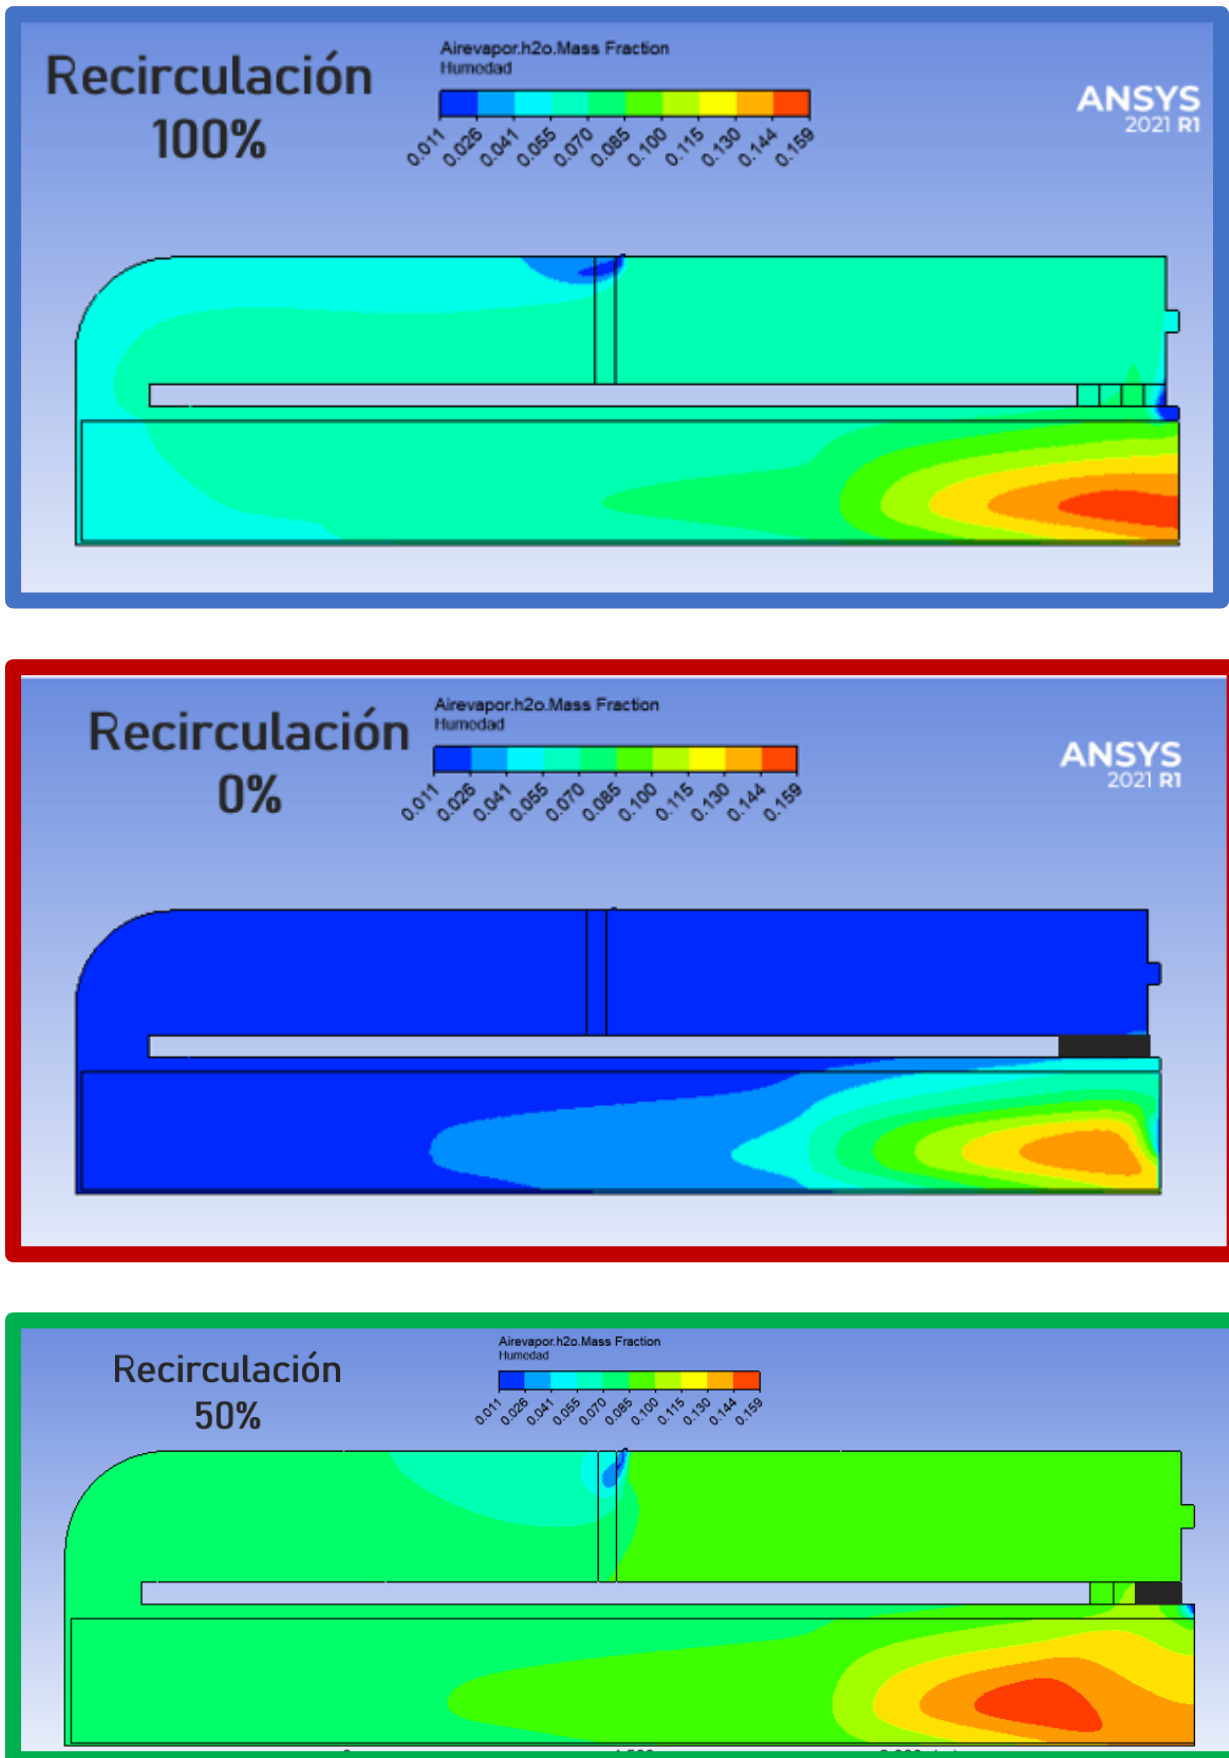 Recirculación
100%
Airevapor.h2o.Mass Fraction
Humedad
0.011 0.026 0.041 0.055 0.070 0.085 0.100 0.115 0.130 0.144 0.159
ANSYS
2021 R1
Recirculación
0%
Airevapor.h2o.Mass Fraction
Humedad
0.011 0.026 0.041 0.055 0.070 0.085 0.100 0.115 0.130 0.144 0.159
ANSYS
2021 R1
Recirculación
50%
Airevapor.h2o.Mass Fraction
Humedad
0.011 0.026 0.041 0.055 0.070 0.085 0.100 0.115 0.130 0.144 0.159